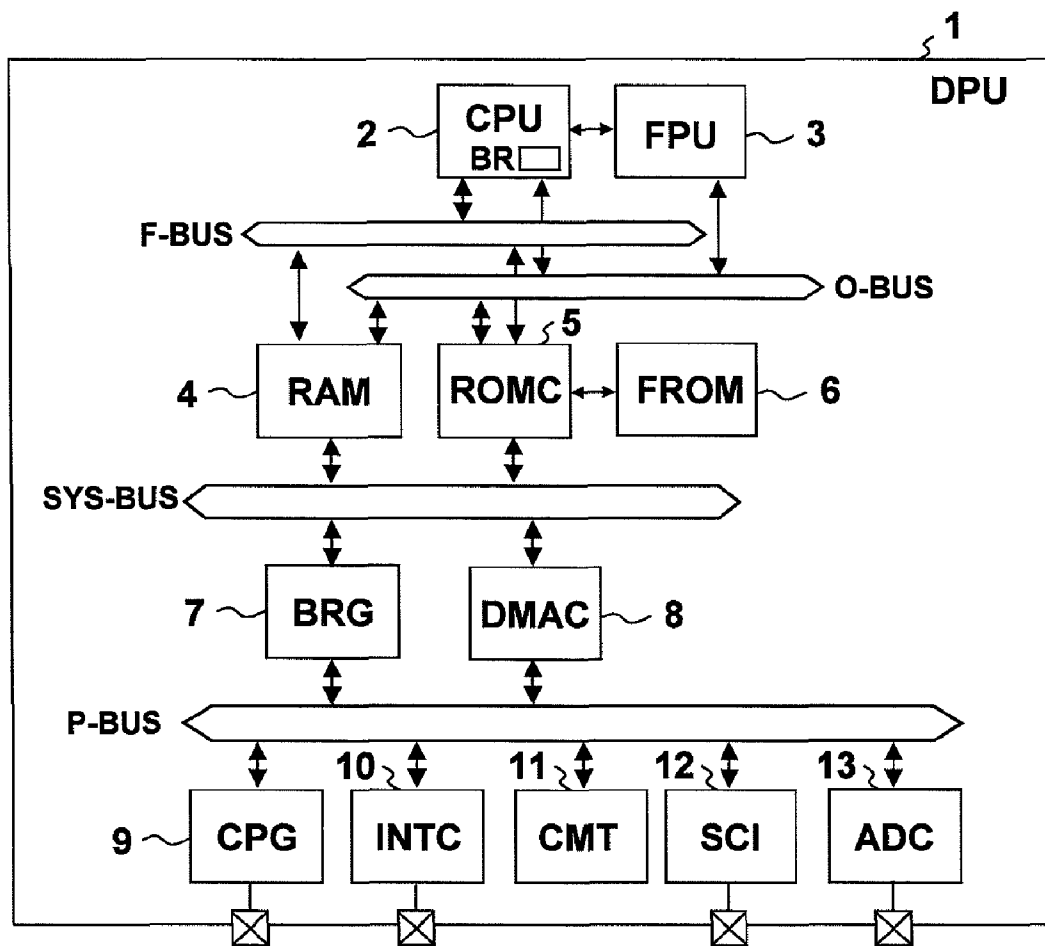 1
DPU
2
CPU
BR
FPU
3
F-BUS
O-BUS
5
4
RAM
ROMC
FROM
6
SYS-BUS
7
BRG
DMAC
8
P-BUS
10
11
12
13
9
CPG
INTC
CMT
SCI
ADC